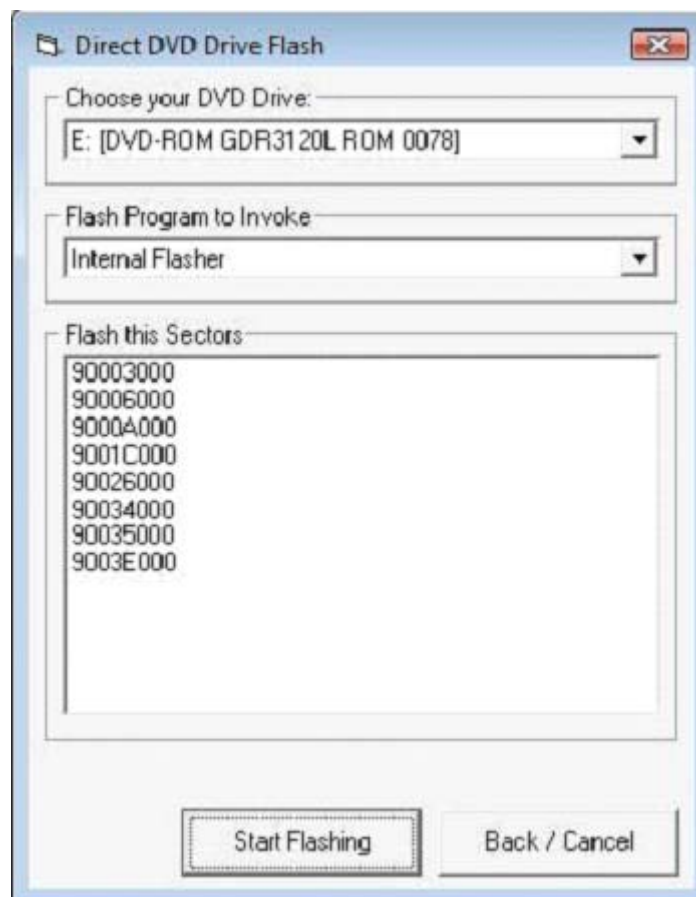 Direct DVD Drive Flash
Choose your DVD Drive:
E: [DVD-ROM GDR3120L ROM 0078]
Flash Program to Invoke
Internal Flasher
Flash this Sectors
90003000
90006000
9000A000
9001C000
90026000
90034000
90035000
9003E000
Start Flashing
Back / Cancel